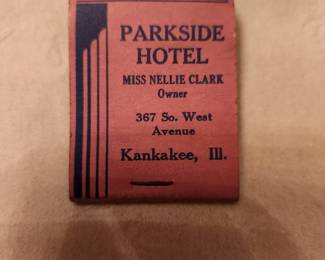 PARKSIDE
HOTEL
MISS NELLIE CLARK
Owner
367 So. West
Avenue
Kankakee, Ill.